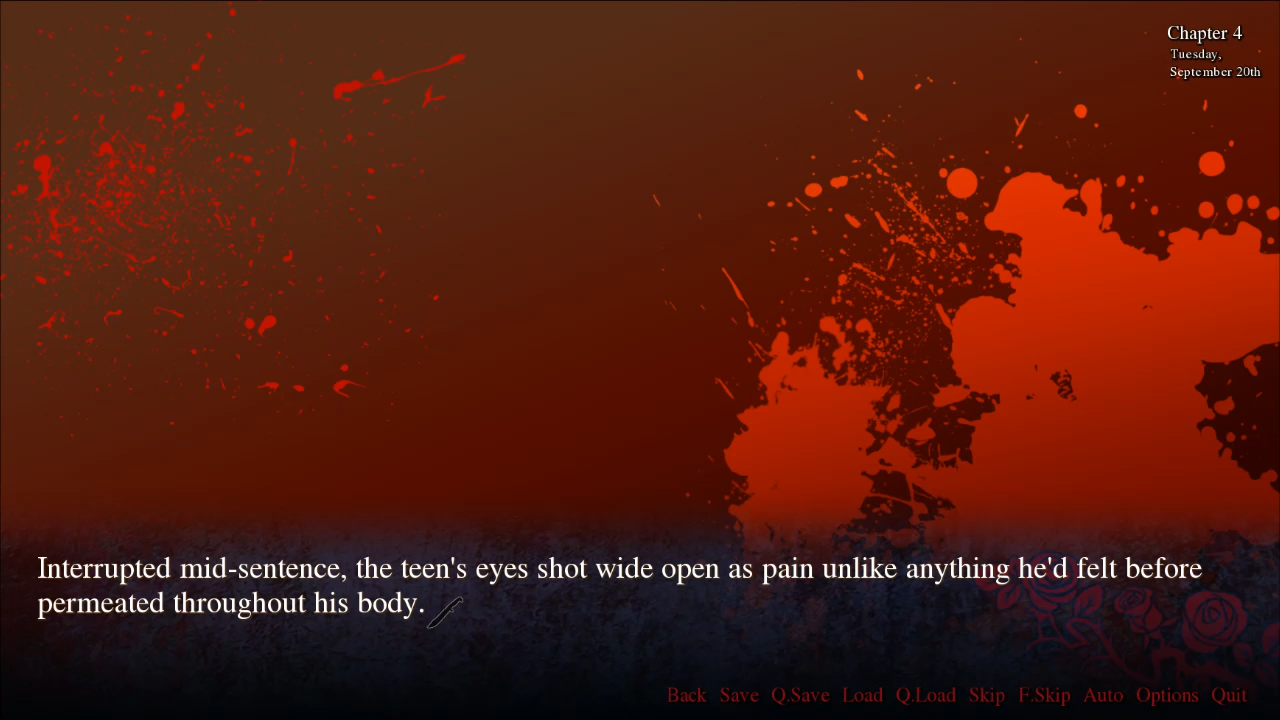 Chapter 4
Tuesday,
September 20th
Interrupted mid-sentence, the teen's eyes shot wide open as pain unlike anything he'd felt before
permeated throughout his body.
Back Save Q.Save Load Q.Load Skip F.Skip Auto Options Quit